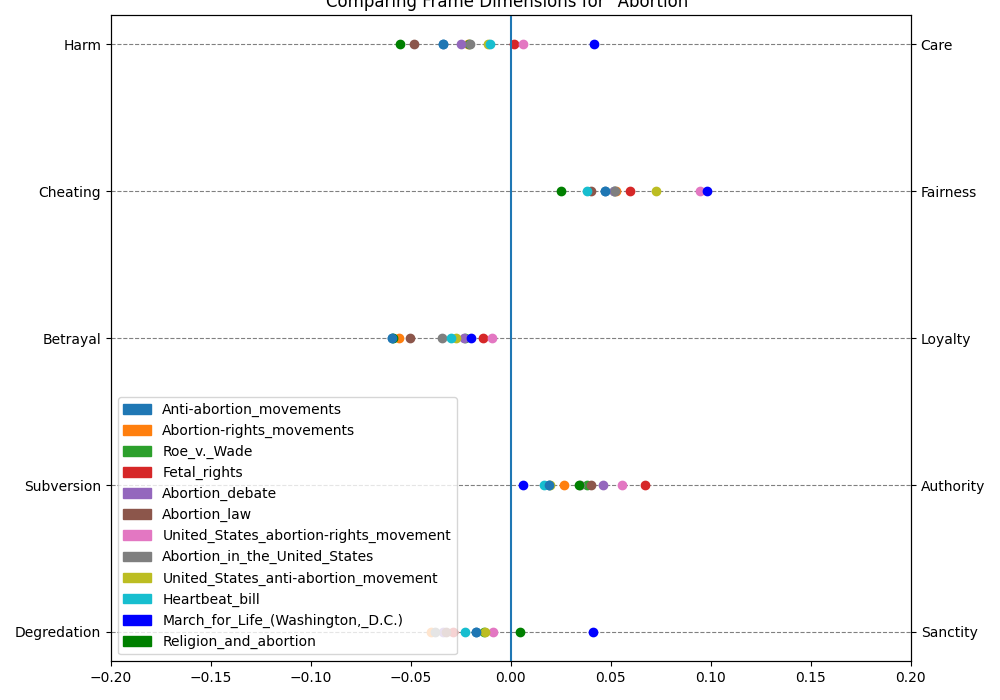 Comparing Frame Dimensions for "Abortion"
Harm
Care
Cheating
Fairness
Betrayal
Loyalty
Subversion
Authority
Degredation
Sanctity
Anti-abortion_movements
Abortion-rights_movements
Roe_v._Wade
Fetal_rights
Abortion_debate
Abortion_law
United_States_abortion-rights_movement
Abortion_in_the_United_States
United_States_anti-abortion_movement
Heartbeat_bill
March_for_Life_(Washington,_D.C.)
Religion_and_abortion
−0.20 −0.15 −0.10 −0.05 0.00 0.05 0.10 0.15 0.20